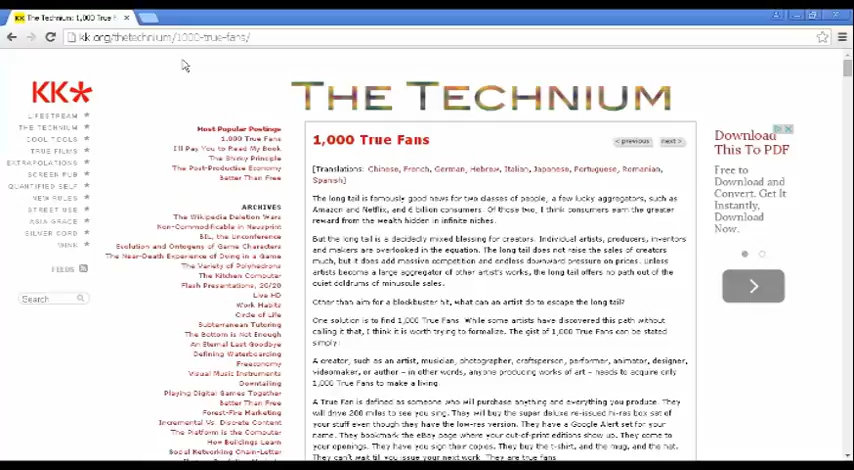 The Technium: 1,000 True F
kk.org/thetechnium/1000-true-fans/
KK*
LIFESTREAM
THE TECHNIUM
COOL TOOLS
TRUE FILMS
EXTRAPOLATIONS
SCREEN PUB
QUANTIFIED SELF
NEW RULES
STREET USE
ASIA GRACE
SILVER CORD
FEEDS
Search
Most Popular Postings
1,000 True Fans
I'll Pay You to Read My Book
The Shirky Principle
The Post-Productive Economy
Better Than Free
ARCHIVES
The Wikipedia Deletion Wars
Non-Commodifiable in Newsprint
BIL, the Unconference
Evolution and Ontogeny of Game Characters
The Near-Death Experience of Doing in a Game
The Variety of Polyhedrons
The Kitchen Computer
Flash Presentations, 20/20
Live HD
Work Habits
Circle of Life
Subterranean Tutoring
The Bottom is Not Enough
An Eternal Last Goodbye
Defining Waterboarding
Freeconomy
Visual Music Instruments
Downtailing
Playing Digital Games Together
Better Than Free
Forest-Fire Marketing
Incremental Vs. Discrete Content
The Platform is the Computer
How Buildings Learn
Social Networking Chain-Letter
THE TECHNIUM
1,000 True Fans
< previous
next >
[Translations: Chinese, French, German, Hebrew, Italian, Japanese, Portuguese, Romanian,
Spanish]
The long tail is famously good news for two classes of people; a few lucky aggregators, such as
Amazon and Netflix, and 6 billion consumers. Of those two, I think consumers earn the greater
reward from the wealth hidden in infinite niches.
But the long tail is a decidedly mixed blessing for creators. Individual artists, producers, inventors
and makers are overlooked in the equation. The long tail does not raise the sales of creators
much, but it does add massive competition and endless downward pressure on prices. Unless
artists become a large aggregator of other artist's works, the long tail offers no path out of the
quiet doldrums of minuscule sales.
Other than aim for a blockbuster hit, what can an artist do to escape the long tail?
One solution is to find 1,000 True Fans. While some artists have discovered this path without
calling it that, I think it is worth trying to formalize. The gist of 1,000 True Fans can be stated
simply:
A creator, such as an artist, musician, photographer, craftsperson, performer, animator, designer,
videomaker, or author – in other words, anyone producing works of art – needs to acquire only
1,000 True Fans to make a living.
A True Fan is defined as someone who will purchase anything and everything you produce. They
will drive 200 miles to see you sing. They will buy the super deluxe re-issued hi-res box set of
your stuff even though they have the low-res version. They have a Google Alert set for your
name. They bookmark the eBay page where your out-of-print editions show up. They come to
your openings. They have you sign their copies. They buy the t-shirt, and the mug, and the hat.
They can't wait till you issue your next work. They are true fans.
Download
This To PDF
Free to
Download and
Convert. Get It
Instantly,
Download
Now.